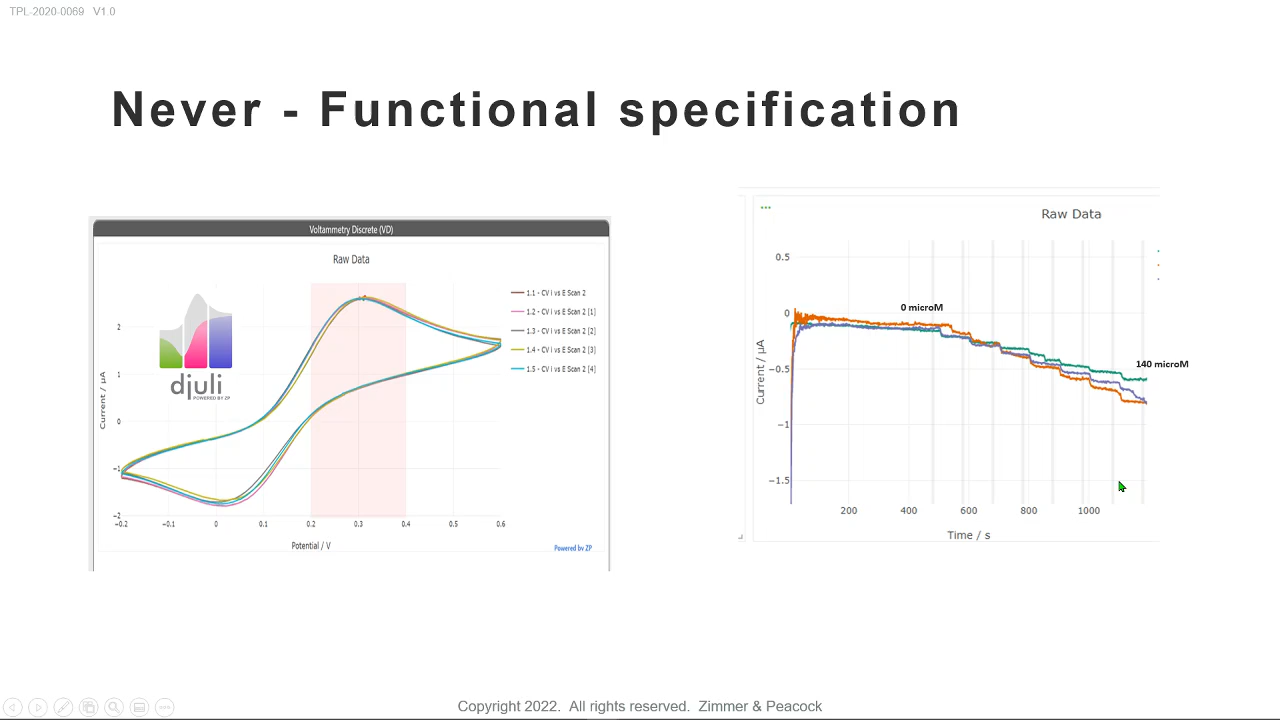 TPL-2020-0069 V1.0
Never - Functional specification
Voltammetry Discrete (VD)
Raw Data
djuli
POWERED BY ZP
Current / µA
2
1
0
−1
−2
−0.2
−0.1
0
0.1
0.2
0.3
0.4
0.5
0.6
Potential / V
1.1 - CV i vs E Scan 2
1.2 - CV i vs E Scan 2 [1]
1.3 - CV i vs E Scan 2 [2]
1.4 - CV i vs E Scan 2 [3]
1.5 - CV i vs E Scan 2 [4]
Powered by ZP
Raw Data
Current / µA
0.5
0
−0.5
−1
−1.5
0 microM
140 microM
200
400
600
800
1000
Time / s
Copyright 2022. All rights reserved. Zimmer & Peacock